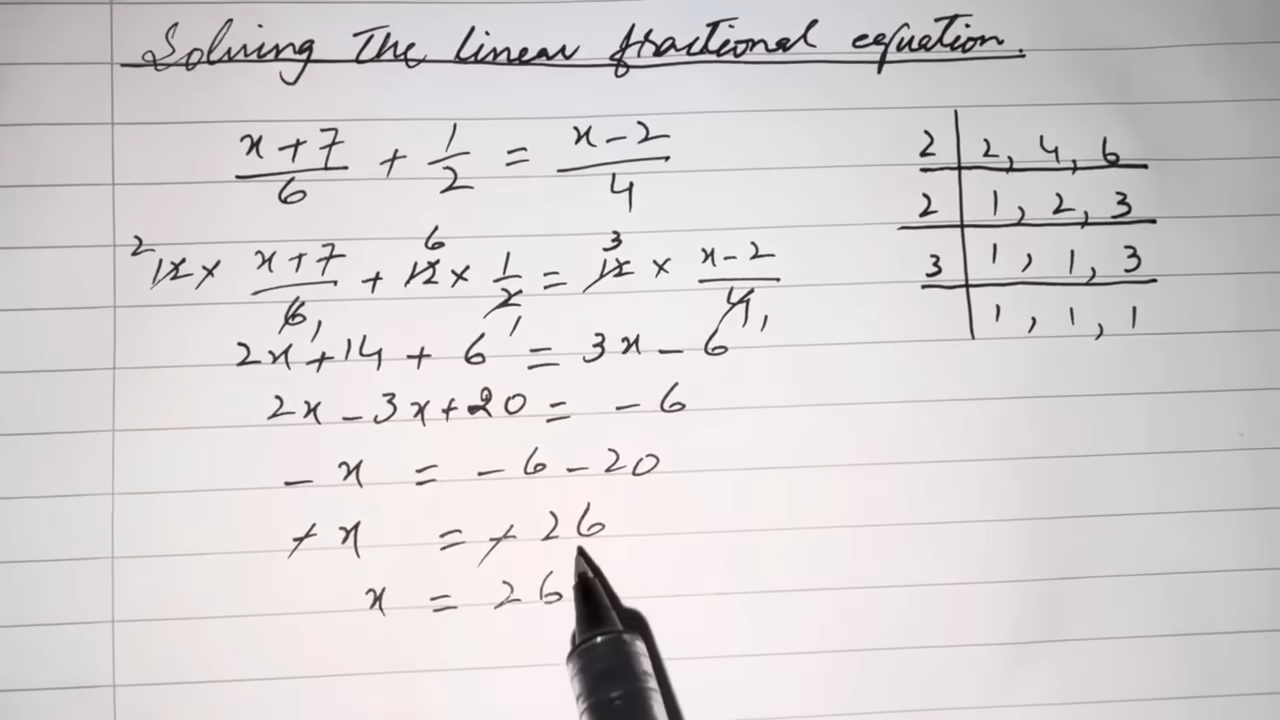 Solving The linear fractional equation.
x+7/6 + 1/2 = x-2/4
2 12 × x+7/6 1 + 6 12 × 1/2 1 = 3 12 × x-2/4 1
2x+14 + 6 = 3x - 6
2x - 3x+20 = - 6
- x = - 6 - 20
- x = - 26
x = 26
2 | 2, 4, 6
2 | 1, 2, 3
3 | 1, 1, 3
1, 1, 1